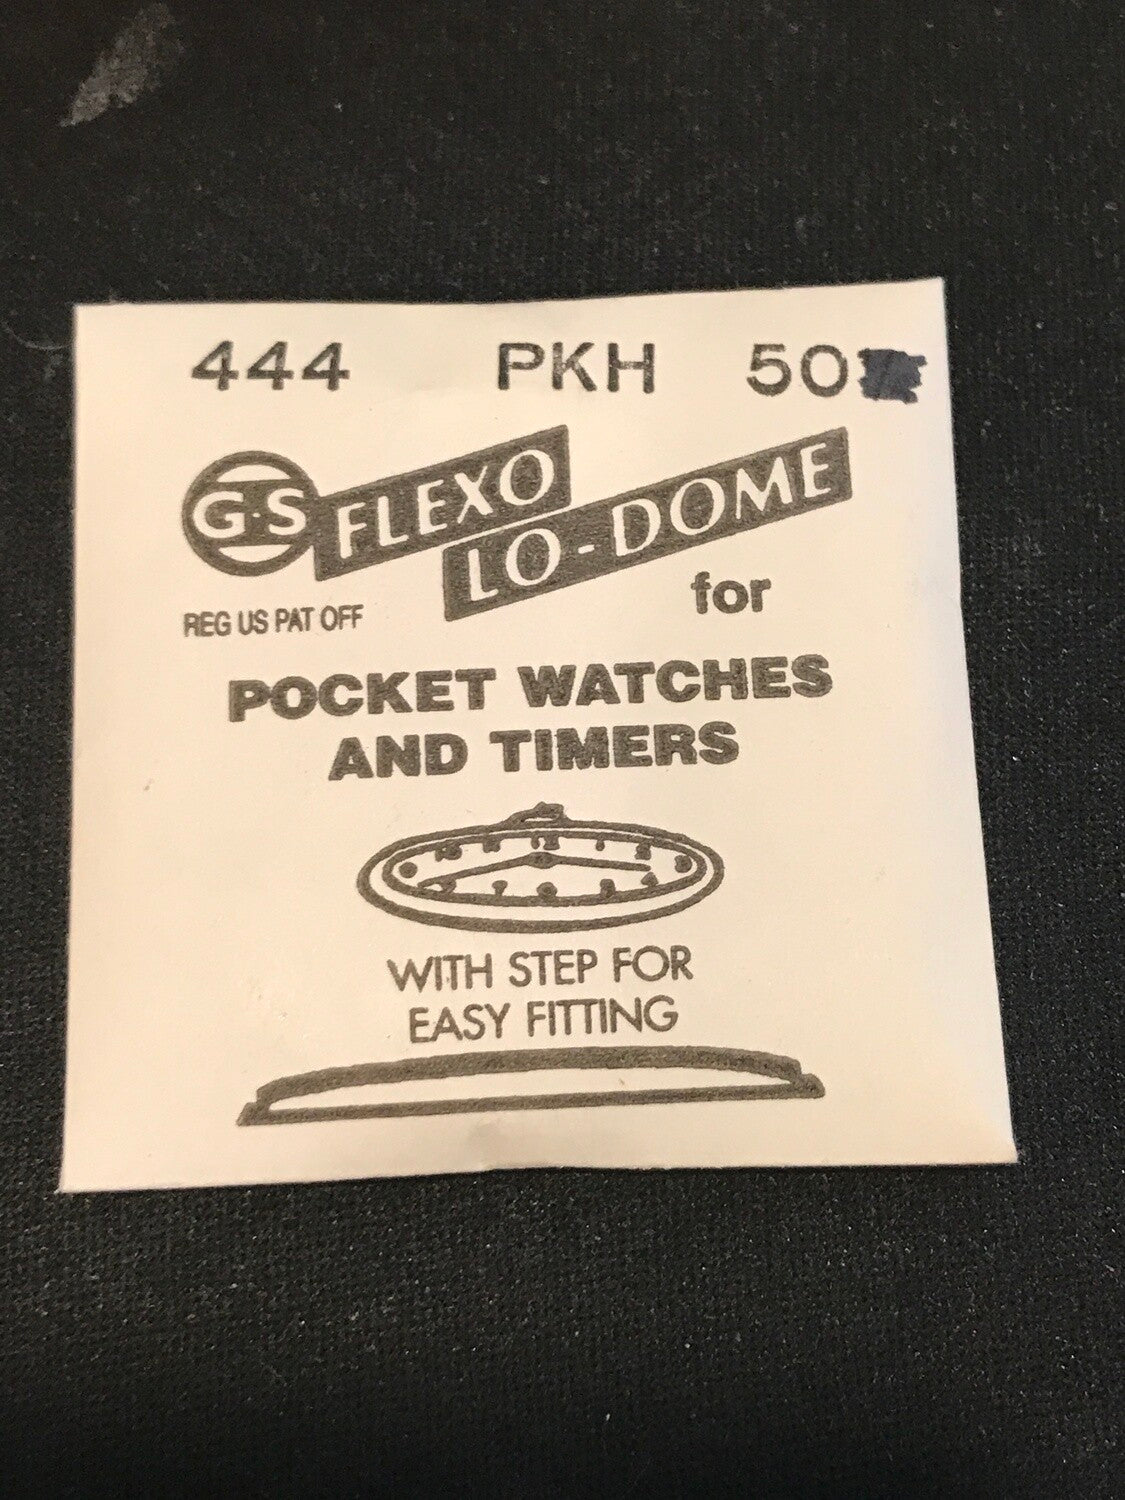 444 PKH 50
G·S FLEXO
LO-DOME
REG US PAT OFF
for
POCKET WATCHES
AND TIMERS
WITH STEP FOR
EASY FITTING